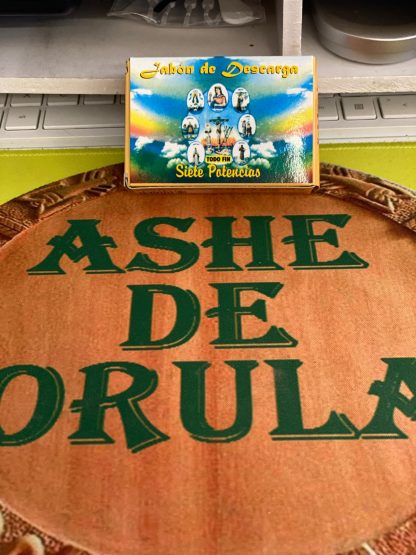 Jabón de Descarga
TODO FIN
Siete Potencias
ASHE
DE
ORULA